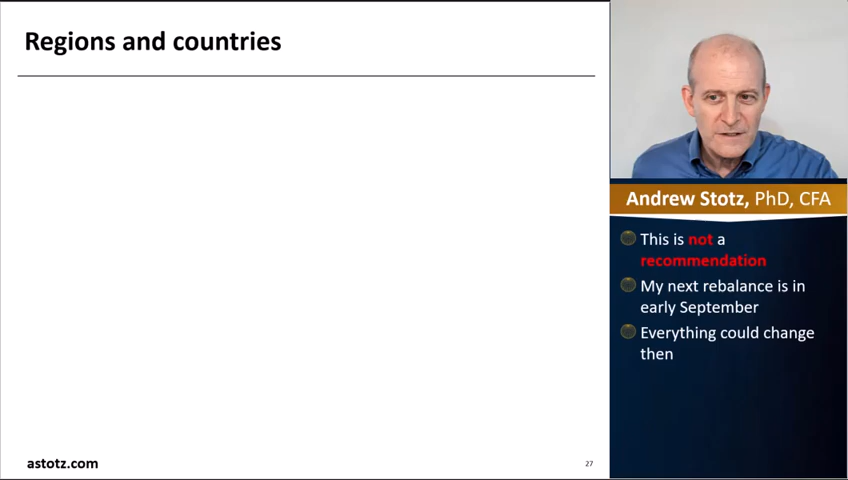 Regions and countries
Andrew Stotz, PhD, CFA
This is not a
recommendation
My next rebalance is in
early September
Everything could change
then
astotz.com
27